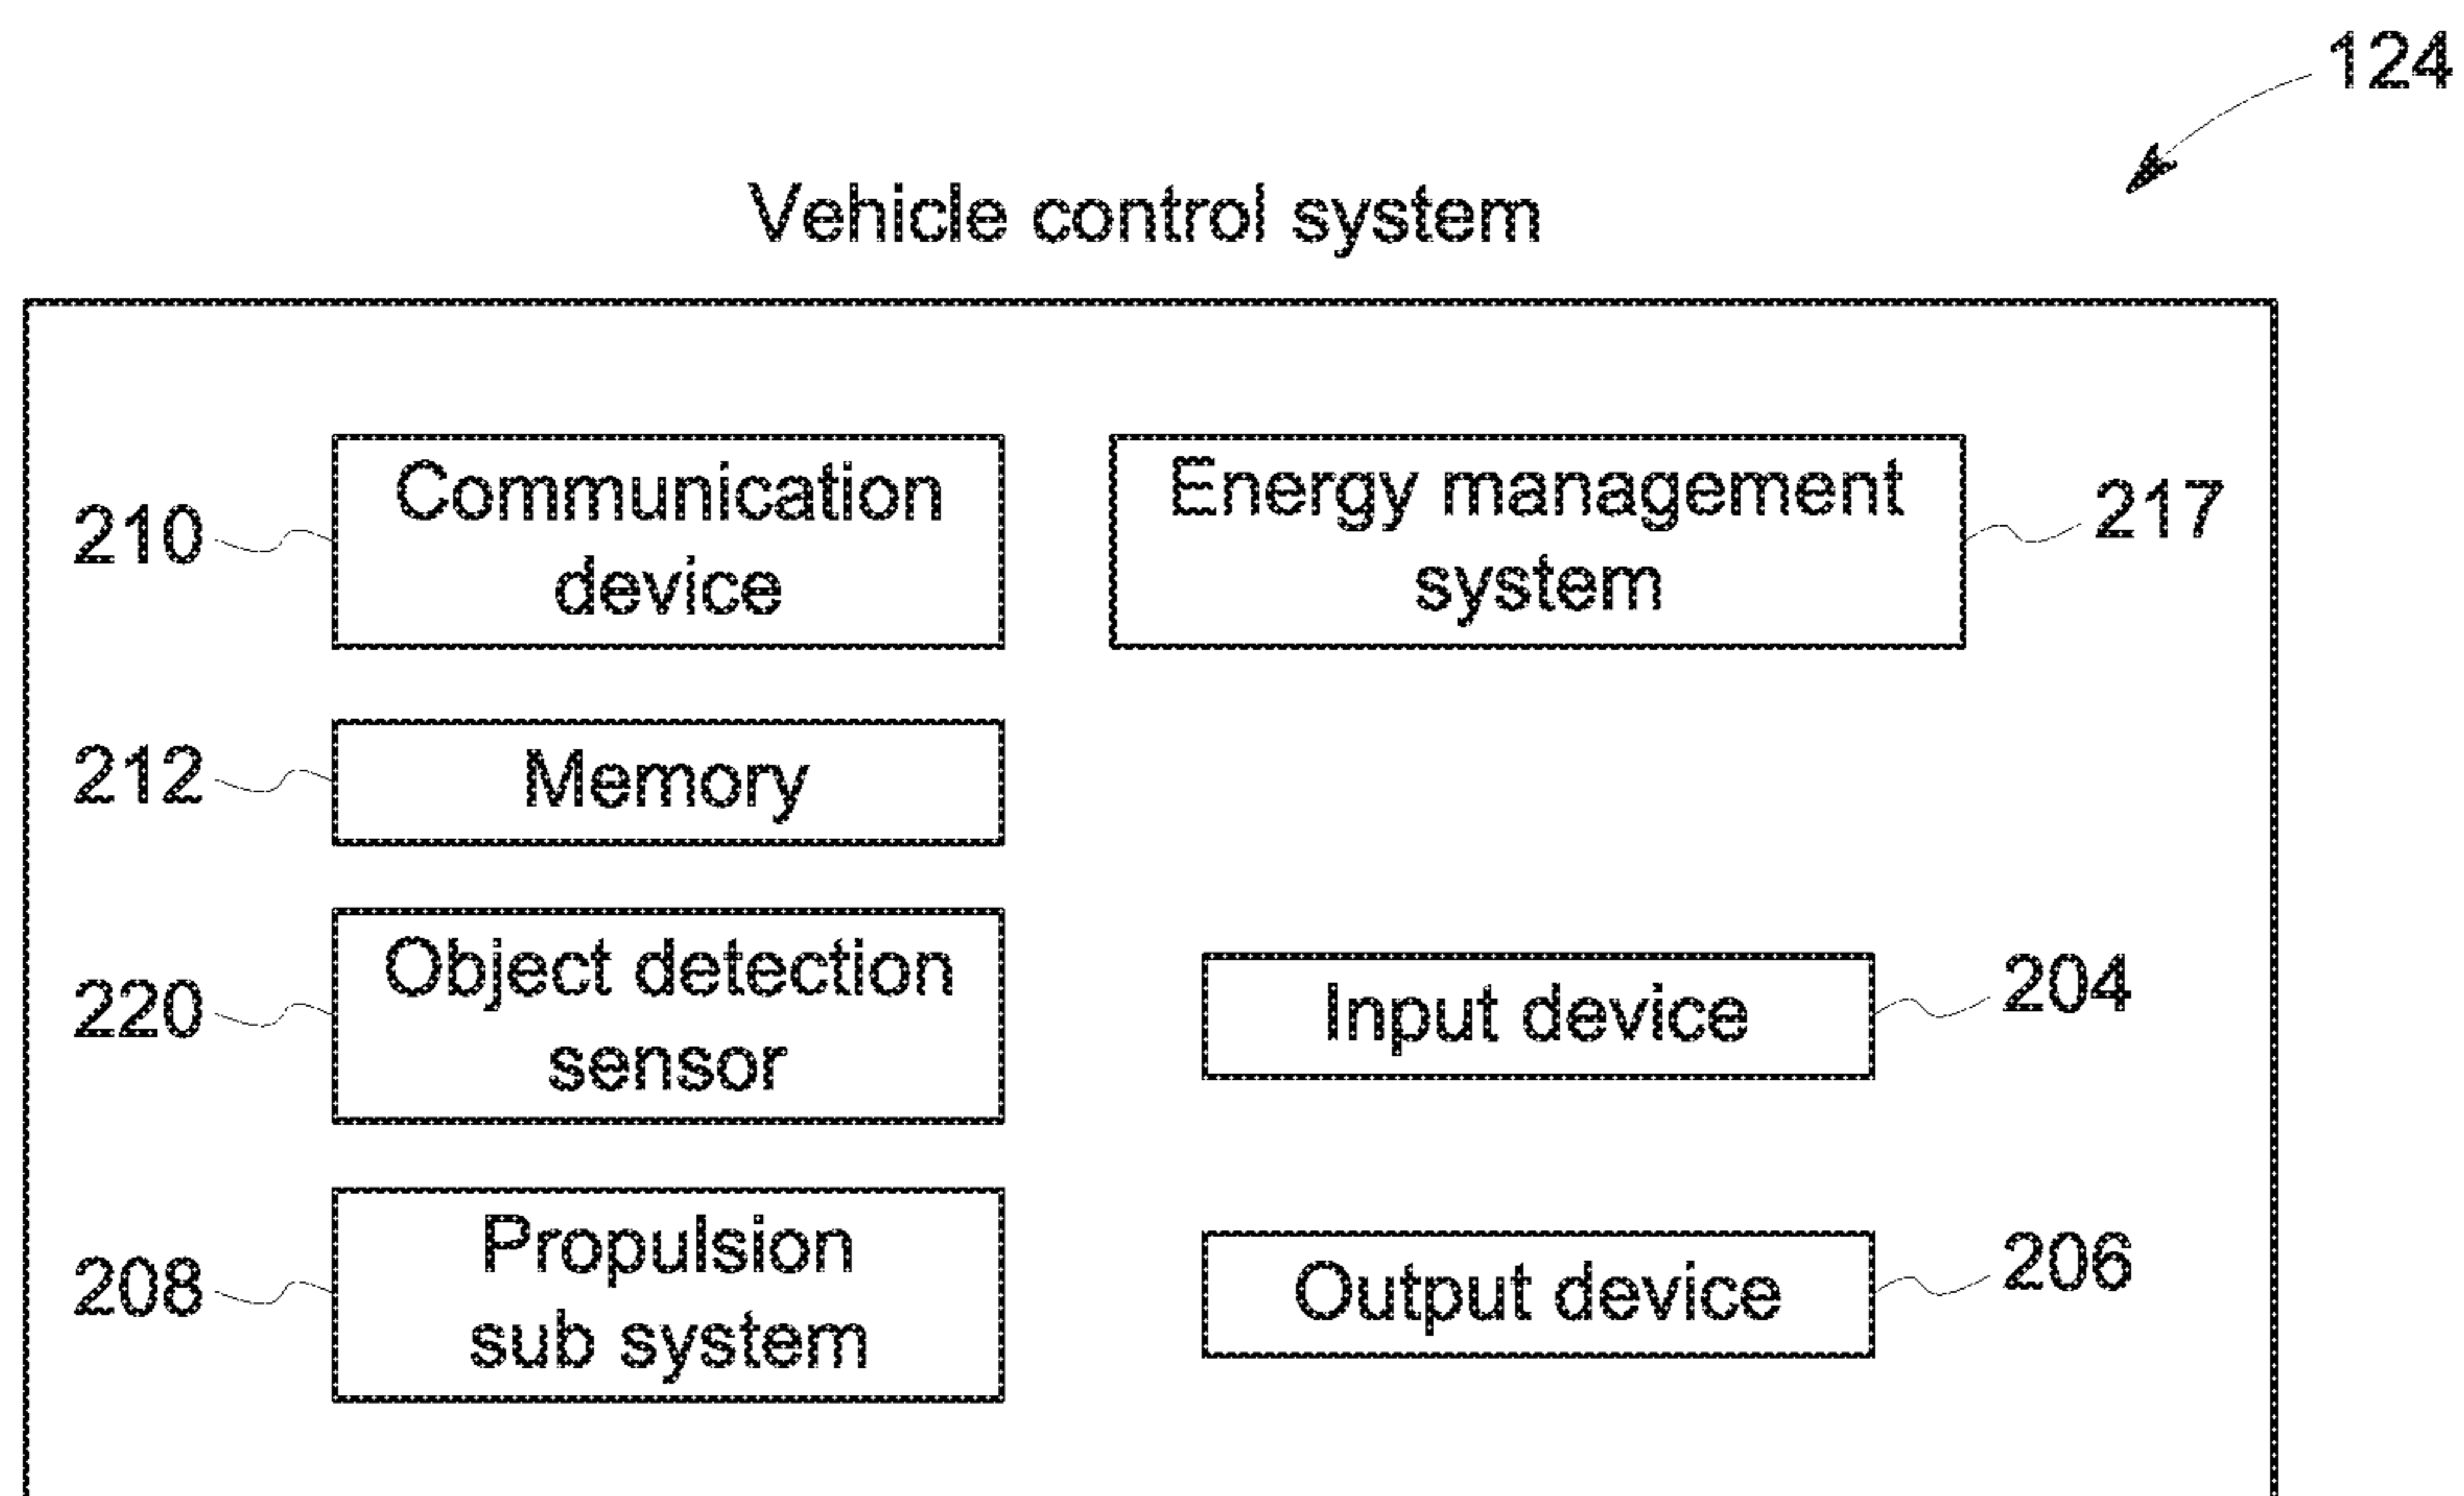 124
Vehicle control system
210
Communication
device
Energy management
system
217
212
Memory
220
Object detection
sensor
Input device
204
208
Propulsion
sub system
Output device
206